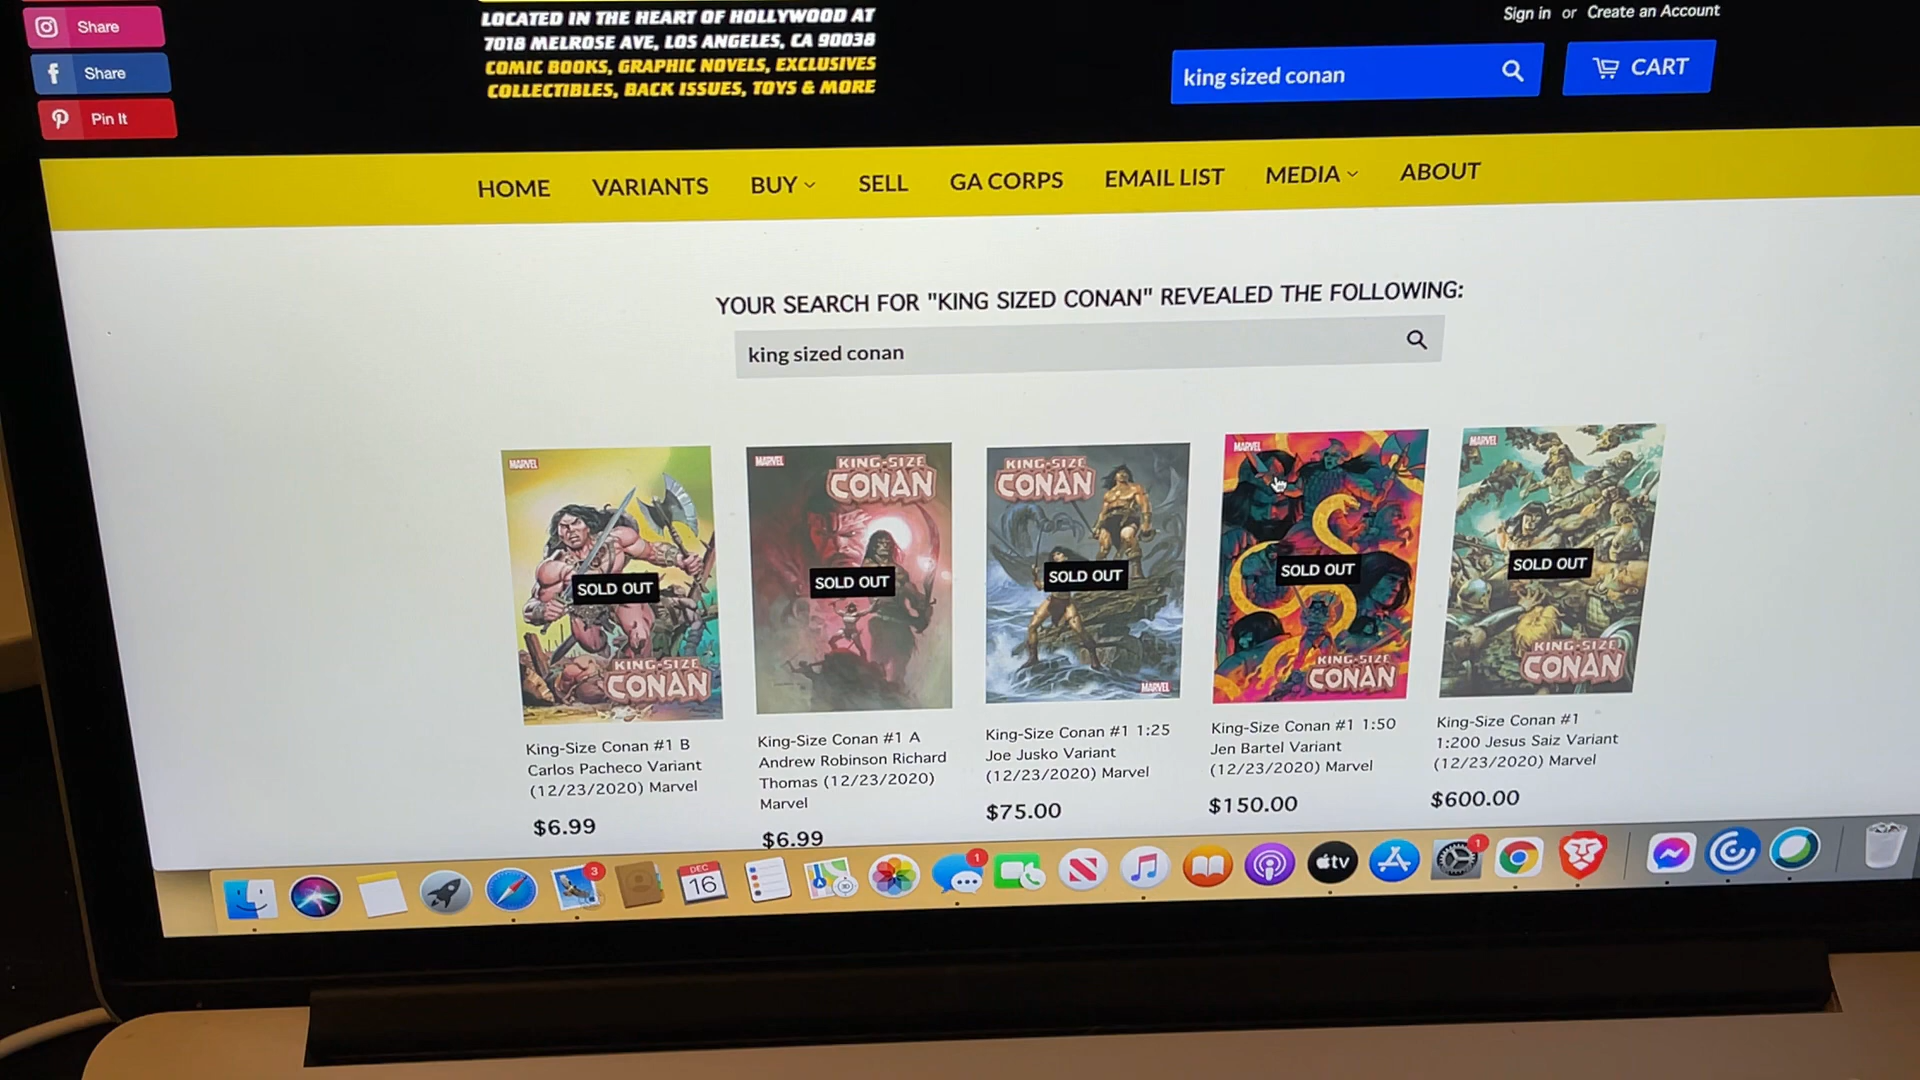 Share
Share
Pin It
LOCATED IN THE HEART OF HOLLYWOOD AT
7018 MELROSE AVE, LOS ANGELES, CA 90038
COMIC BOOKS, GRAPHIC NOVELS, EXCLUSIVES
COLLECTIBLES, BACK ISSUES, TOYS & MORE
Sign in or Create an Account
king sized conan
CART
HOME VARIANTS BUY SELL GA CORPS EMAIL LIST MEDIA ABOUT
YOUR SEARCH FOR "KING SIZED CONAN" REVEALED THE FOLLOWING:
king sized conan
MARVEL
SOLD OUT
KING-SIZE
CONAN
King-Size Conan #1 B
Carlos Pacheco Variant
(12/23/2020) Marvel
$6.99
MARVEL
KING-SIZE
CONAN
SOLD OUT
King-Size Conan #1 A
Andrew Robinson Richard
Thomas (12/23/2020)
Marvel
$6.99
KING-SIZE
CONAN
SOLD OUT
MARVEL
King-Size Conan #1 1:25
Joe Jusko Variant
(12/23/2020) Marvel
$75.00
MARVEL
SOLD OUT
KING-SIZE
CONAN
King-Size Conan #1 1:50
Jen Bartel Variant
(12/23/2020) Marvel
$150.00
MARVEL
SOLD OUT
KING-SIZE
CONAN
King-Size Conan #1
1:200 Jesus Saiz Variant
(12/23/2020) Marvel
$600.00
3
DEC
16
1
tv
1